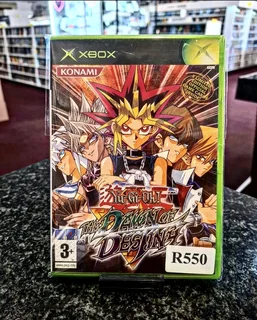 XBOX
KONAMI
Yu-Gi-Oh!
THE DAWN OF
DESTINY
3+
R550